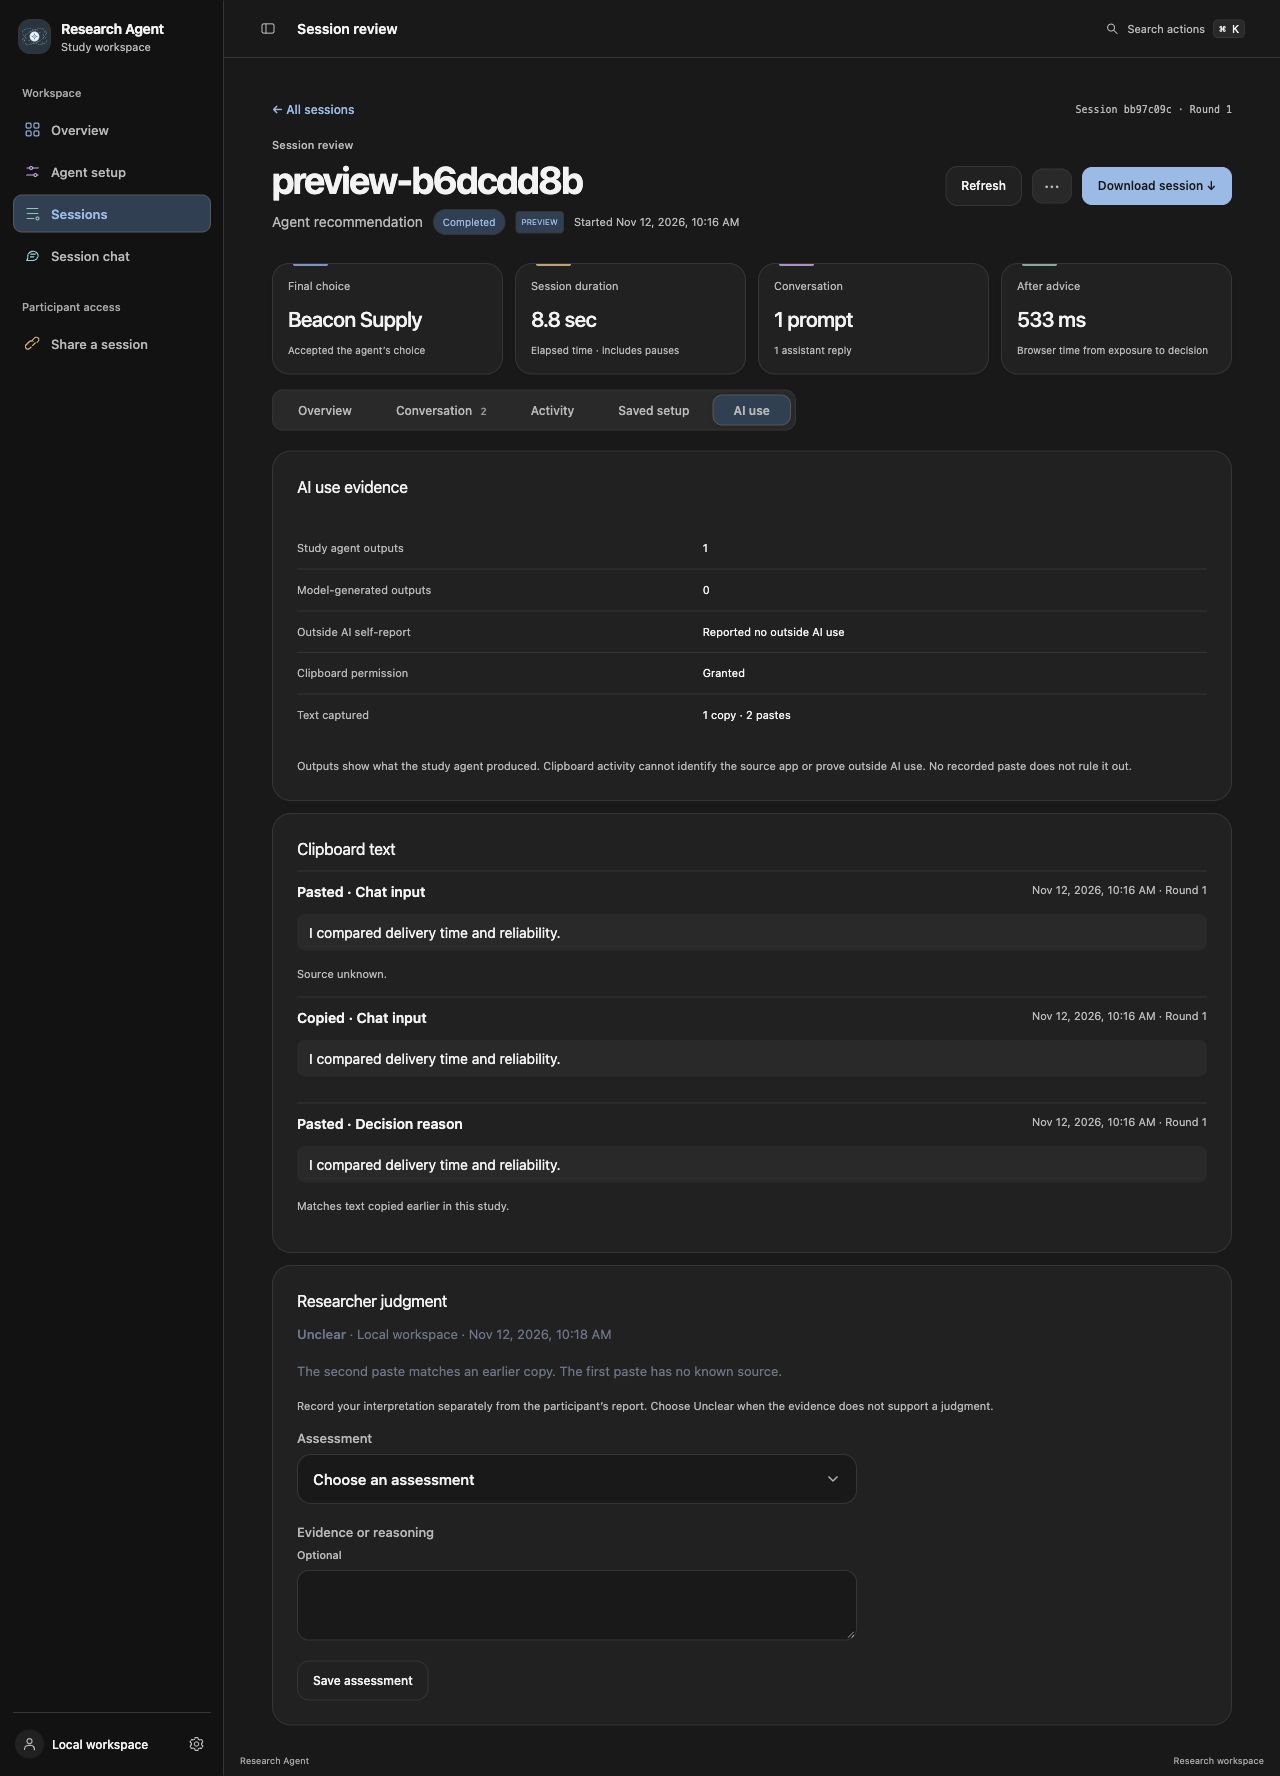 Research Agent
Study workspace
Workspace
Overview
Agent setup
Sessions
Session chat
Participant access
Share a session
Local workspace
Session review
Search actions ⌘ K
← All sessions
Session bb97c09c · Round 1
Session review
preview-b6dcdd8b
Refresh
...
Download session ↓
Agent recommendation Completed PREVIEW Started Nov 12, 2026, 10:16 AM
Final choice
Beacon Supply
Accepted the agent's choice
Session duration
8.8 sec
Elapsed time · includes pauses
Conversation
1 prompt
1 assistant reply
After advice
533 ms
Browser time from exposure to decision
Overview Conversation 2 Activity Saved setup AI use
AI use evidence
Study agent outputs 1
Model-generated outputs 0
Outside AI self-report Reported no outside AI use
Clipboard permission Granted
Text captured 1 copy · 2 pastes
Outputs show what the study agent produced. Clipboard activity cannot identify the source app or prove outside AI use. No recorded paste does not rule it out.
Clipboard text
Pasted · Chat input Nov 12, 2026, 10:16 AM · Round 1
I compared delivery time and reliability.
Source unknown.
Copied · Chat input Nov 12, 2026, 10:16 AM · Round 1
I compared delivery time and reliability.
Pasted · Decision reason Nov 12, 2026, 10:16 AM · Round 1
I compared delivery time and reliability.
Matches text copied earlier in this study.
Researcher judgment
Unclear · Local workspace · Nov 12, 2026, 10:18 AM
The second paste matches an earlier copy. The first paste has no known source.
Record your interpretation separately from the participant's report. Choose Unclear when the evidence does not support a judgment.
Assessment
Choose an assessment
Evidence or reasoning
Optional
Save assessment
Research Agent
Research workspace